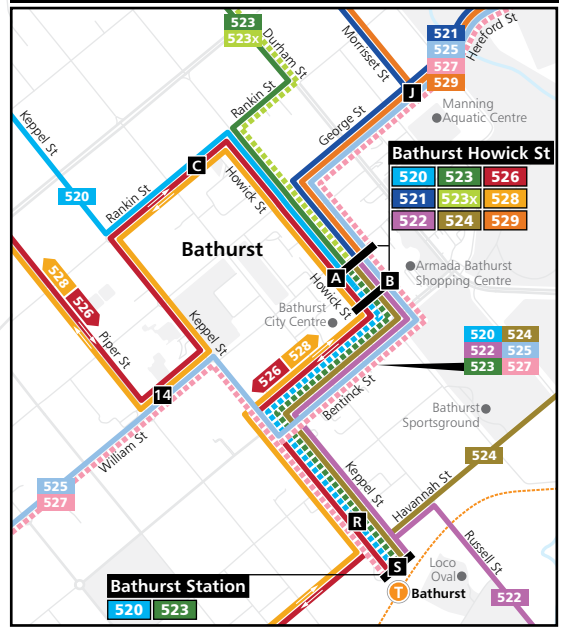 523
523x
Durham St
Morrisset St
521
525
527
529
Hereford St
Rankin St
George St
J
Manning
Aquatic Centre
Keppel St
Bathurst Howick St
520 523 526
521 523x 528
522 524 529
C
Howick St
520
Rankin St
Bathurst
A
B
Howick St
Armada Bathurst
Shopping Centre
528
526
Piper St
Bathurst
City Centre
Keppel St
526
528
520 524
522 525
523 527
14
Bentinck St
Bathurst
Sportsground
William St
524
Keppel St
Havannah St
525
527
R
Russell St
S
Loco
Oval
T Bathurst
Bathurst Station
520 523
522